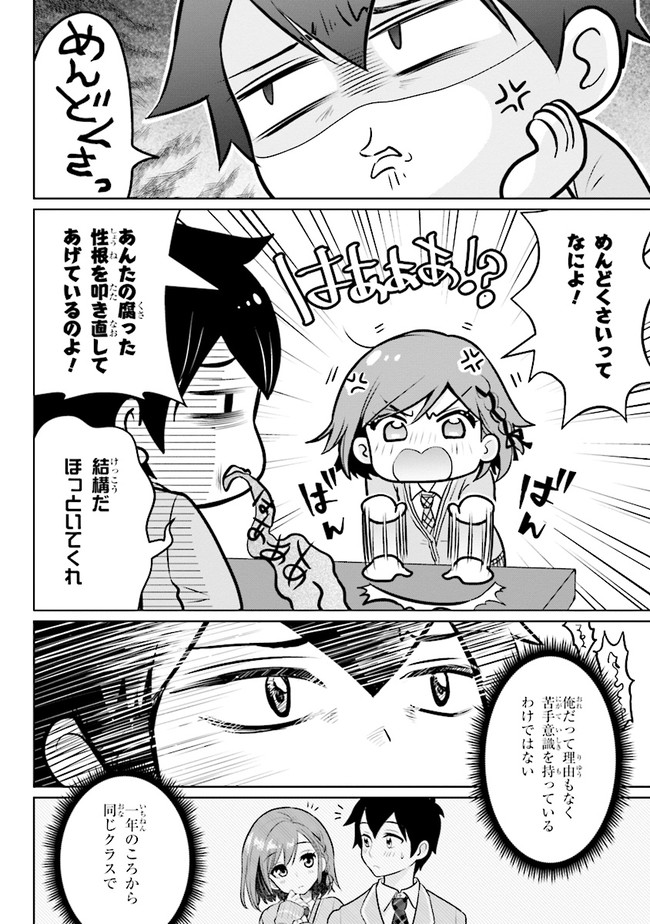 めんどくさっ
めんどくさいって
なによ！
はあぁぁあ！？
あんたの腐った
性根を叩き直して
あげているのよ！
ばん
ばん
結構だ
ほっといてくれ
俺だって理由もなく
苦手意識を持っている
わけではない
一年のころから
同じクラスで